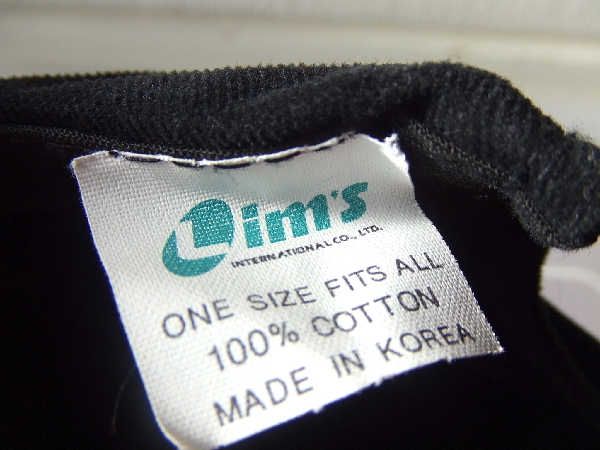 Lim's
INTERNATIONAL CO., LTD.
ONE SIZE FITS ALL
100% COTTON
MADE IN KOREA